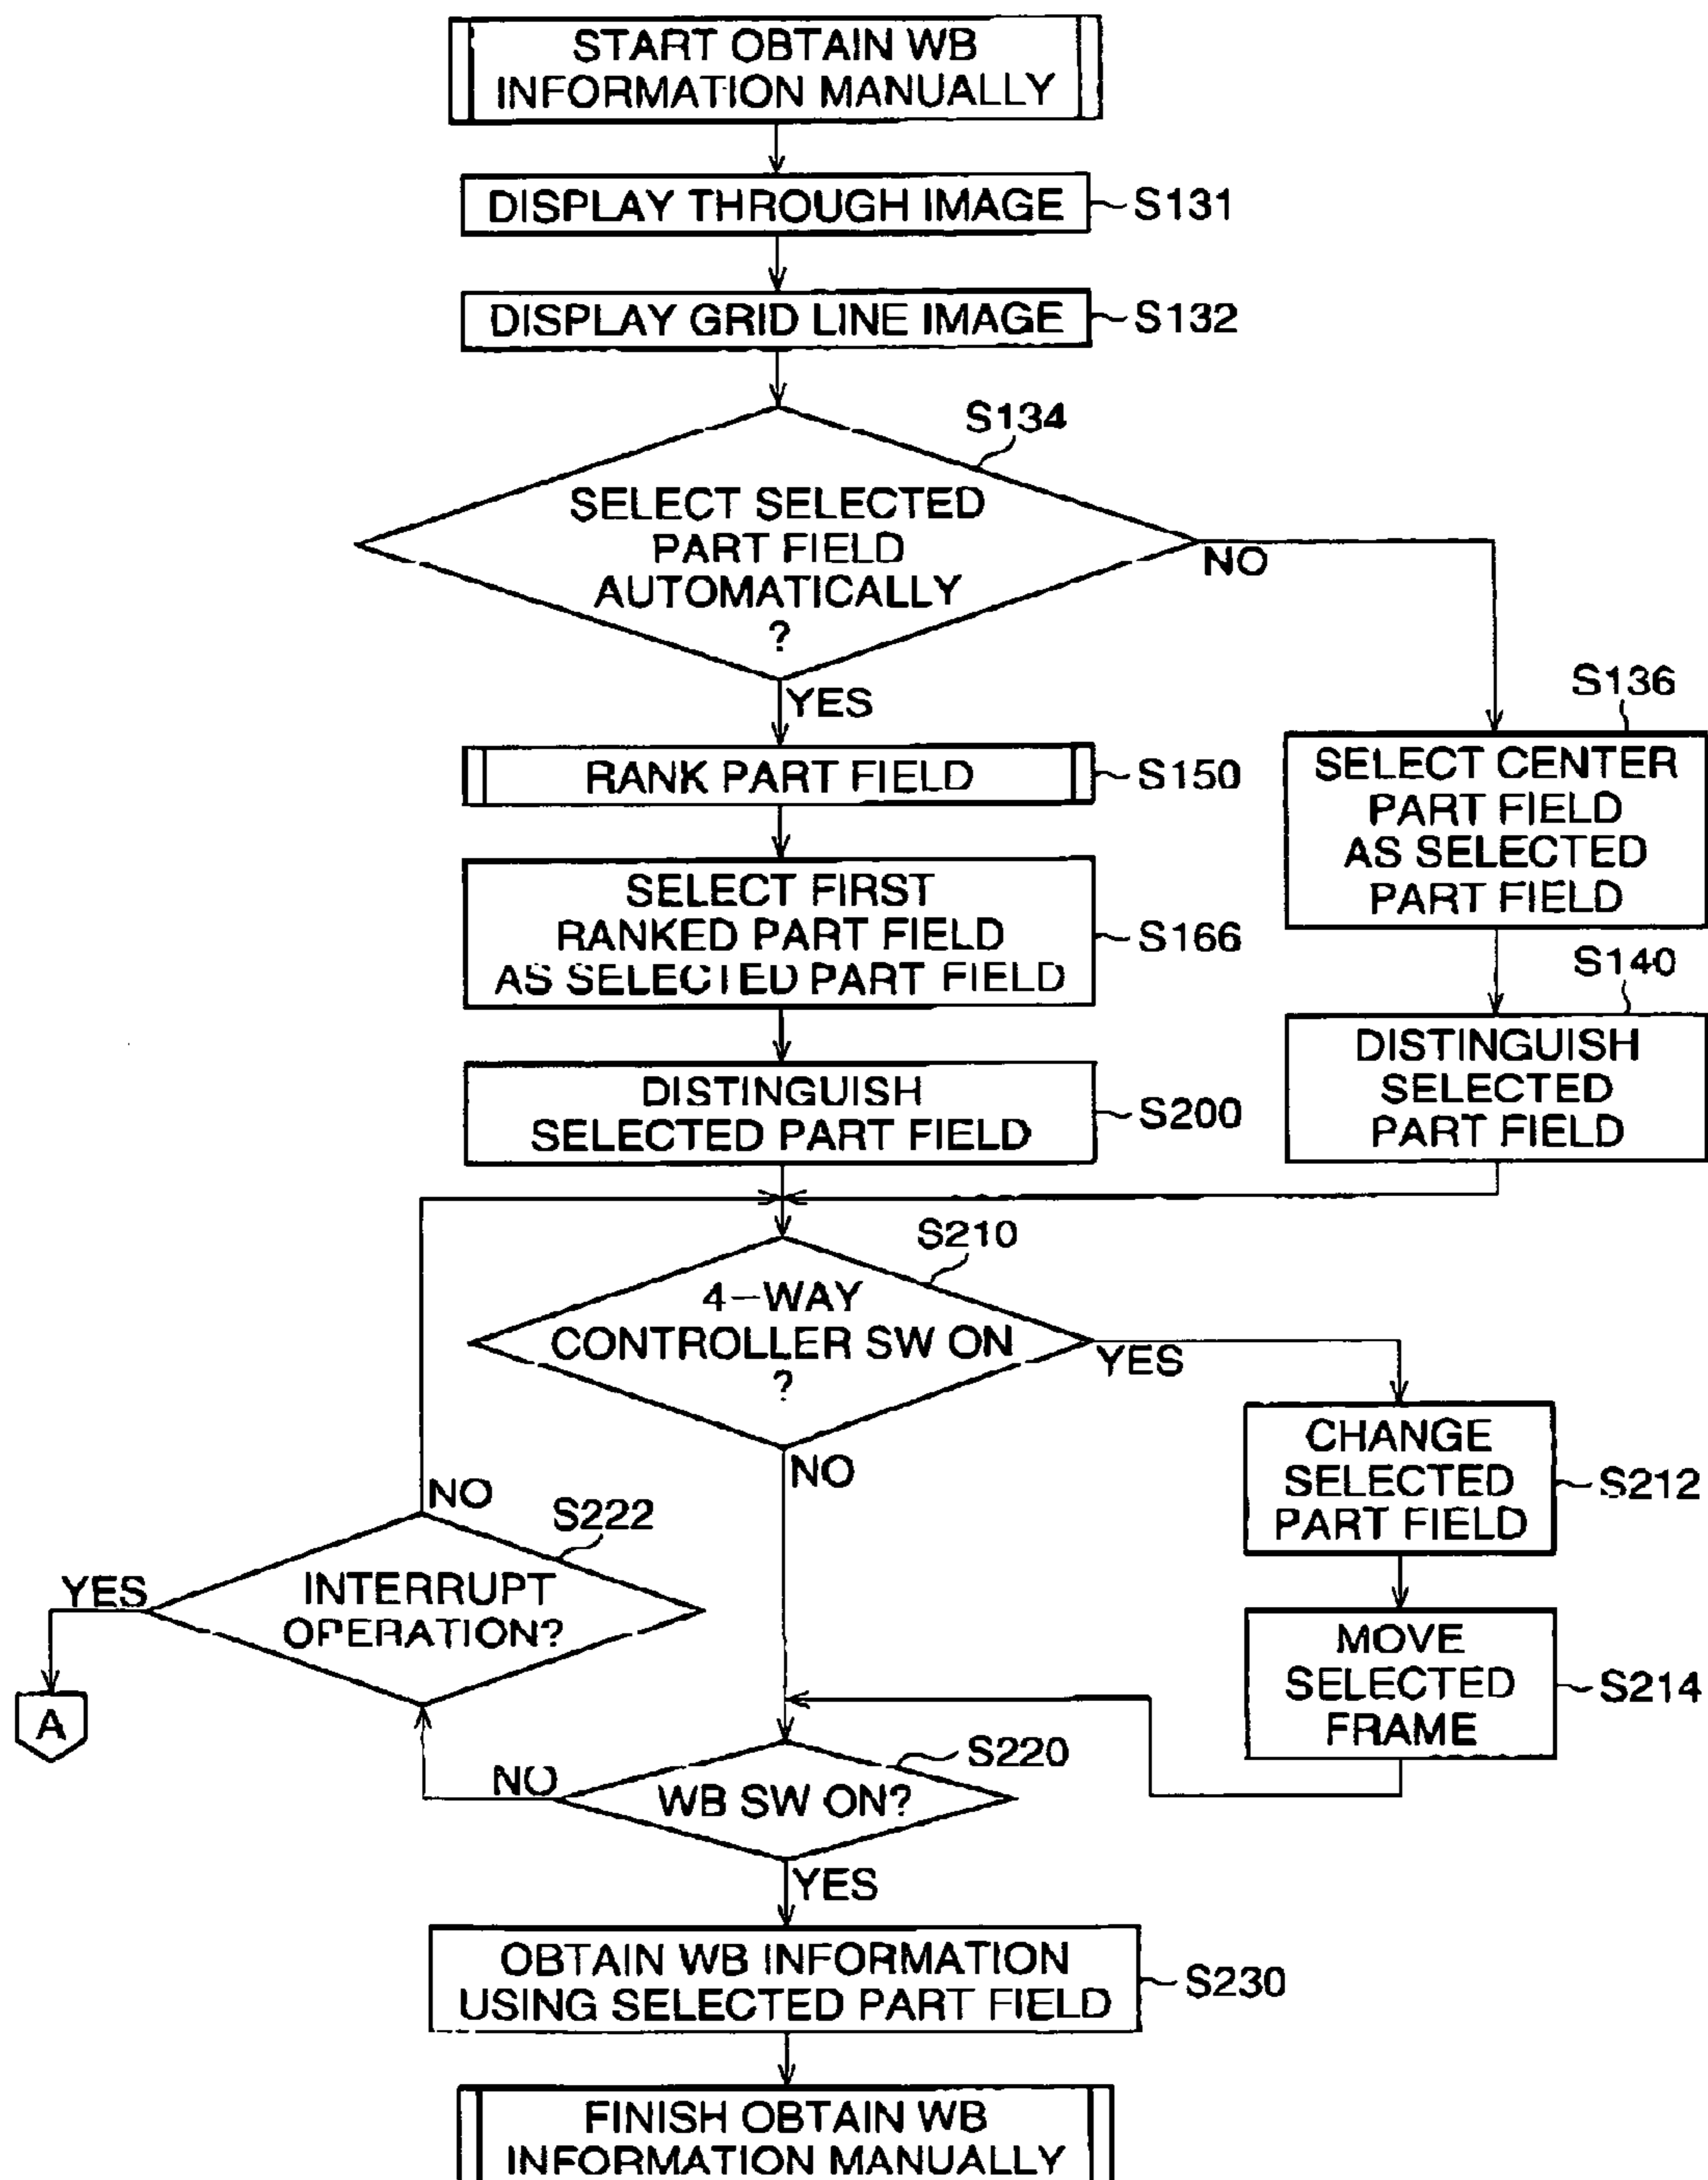 START OBTAIN WB
INFORMATION MANUALLY
DISPLAY THROUGH IMAGE
S131
DISPLAY GRID LINE IMAGE
S132
S134
SELECT SELECTED
PART FIELD
AUTOMATICALLY
?
NO
YES
S136
SELECT CENTER
PART FIELD
AS SELECTED
PART FIELD
RANK PART FIELD
S150
SELECT FIRST
RANKED PART FIELD
AS SELECTED PART FIELD
S166
S140
DISTINGUISH
SELECTED
PART FIELD
DISTINGUISH
SELECTED PART FIELD
S200
S210
4-WAY
CONTROLLER SW ON
?
YES
NO
CHANGE
SELECTED
PART FIELD
S212
NO
S222
INTERRUPT
OPERATION?
YES
A
MOVE
SELECTED
FRAME
S214
S220
WB SW ON?
NO
YES
OBTAIN WB INFORMATION
USING SELECTED PART FIELD
S230
FINISH OBTAIN WB
INFORMATION MANUALLY